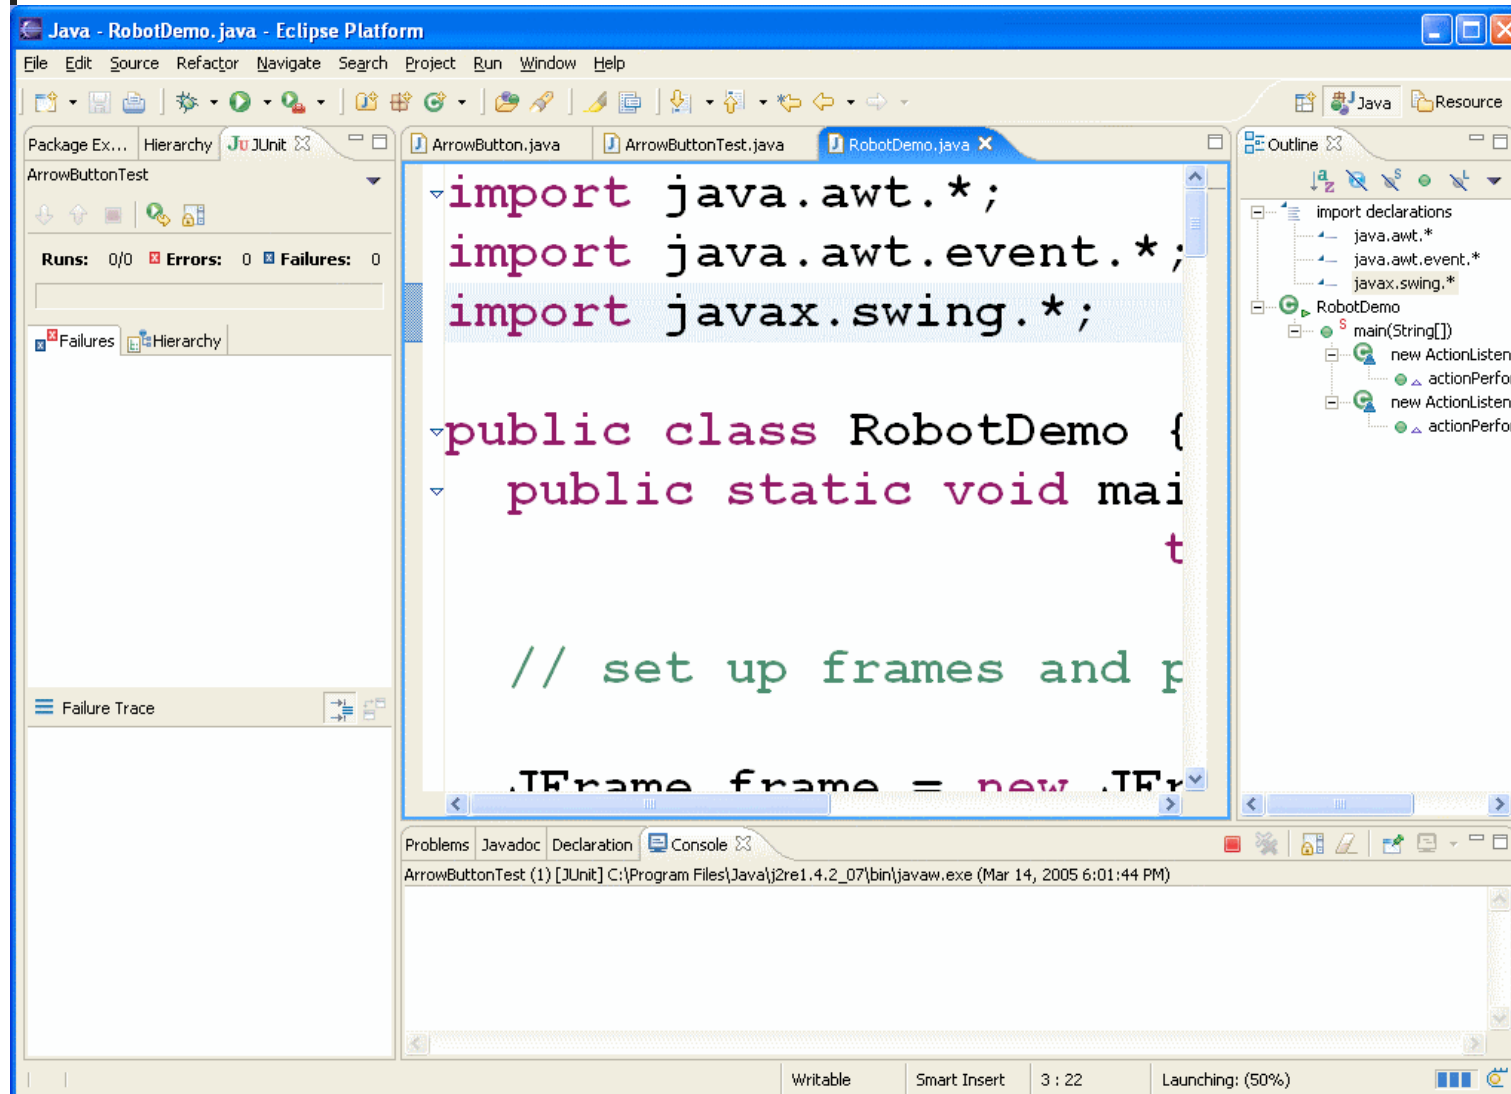 Java - RobotDemo.java - Eclipse Platform
File Edit Source Refactor Navigate Search Project Run Window Help
Java Resource
Package Ex... Hierarchy JUnit
ArrowButtonTest
Runs: 0/0 Errors: 0 Failures: 0
Failures Hierarchy
Failure Trace
ArrowButton.java ArrowButtonTest.java RobotDemo.java
import java.awt.*;
import java.awt.event.*;
import javax.swing.*;
public class RobotDemo {
public static void mai
t
// set up frames and p
JFrame frame = new JFr
Outline
import declarations
java.awt.*
java.awt.event.*
javax.swing.*
RobotDemo
main(String[])
new ActionListen
actionPerfo
new ActionListen
actionPerfo
Problems Javadoc Declaration Console
ArrowButtonTest (1) [JUnit] C:\Program Files\Java\j2re1.4.2_07\bin\javaw.exe (Mar 14, 2005 6:01:44 PM)
Writable Smart Insert 3 : 22 Launching: (50%)